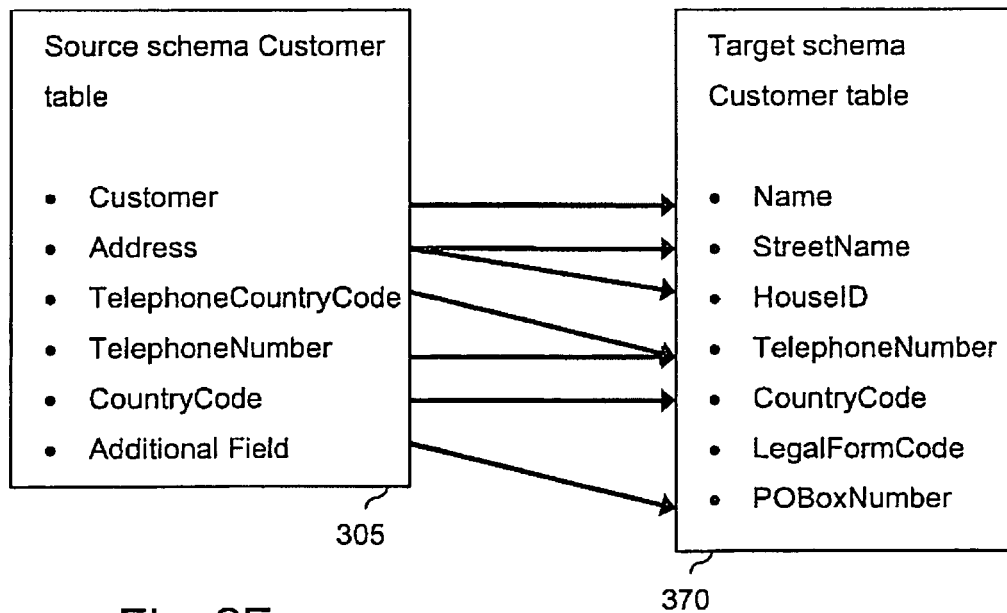 Source schema Customer
table
• Customer
• Address
• TelephoneCountryCode
• TelephoneNumber
• CountryCode
• Additional Field
305
Target schema
Customer table
• Name
• StreetName
• HouseID
• TelephoneNumber
• CountryCode
• LegalFormCode
• POBoxNumber
370